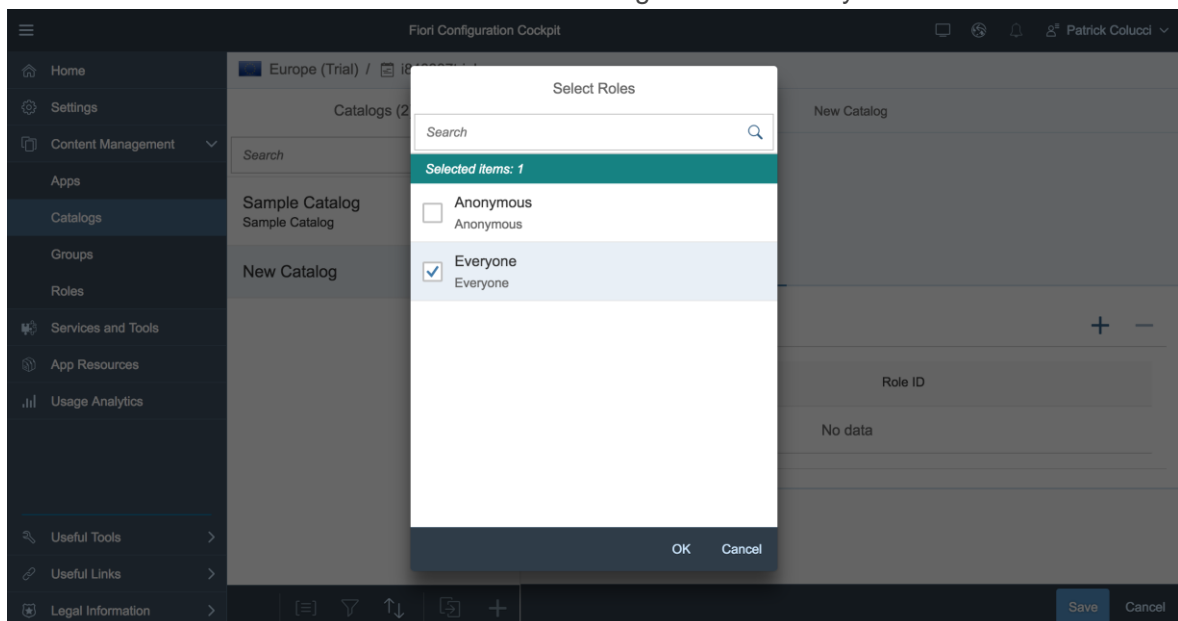 Fiori Configuration Cockpit
Patrick Colucci
Home
Settings
Content Management
Apps
Catalogs
Groups
Roles
Services and Tools
App Resources
Usage Analytics
Useful Tools
Useful Links
Legal Information
Europe (Trial) /
Catalogs (2
Search
Sample Catalog
Sample Catalog
New Catalog
Select Roles
Search
Selected items: 1
Anonymous
Anonymous
Everyone
Everyone
OK Cancel
New Catalog
+ −
Role ID
No data
Save Cancel